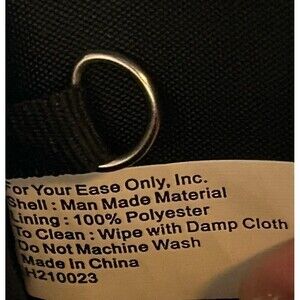 For Your Ease Only, Inc.
Shell : Man Made Material
Lining : 100% Polyester
To Clean : Wipe with Damp Cloth
Do Not Machine Wash
Made in China
H210023